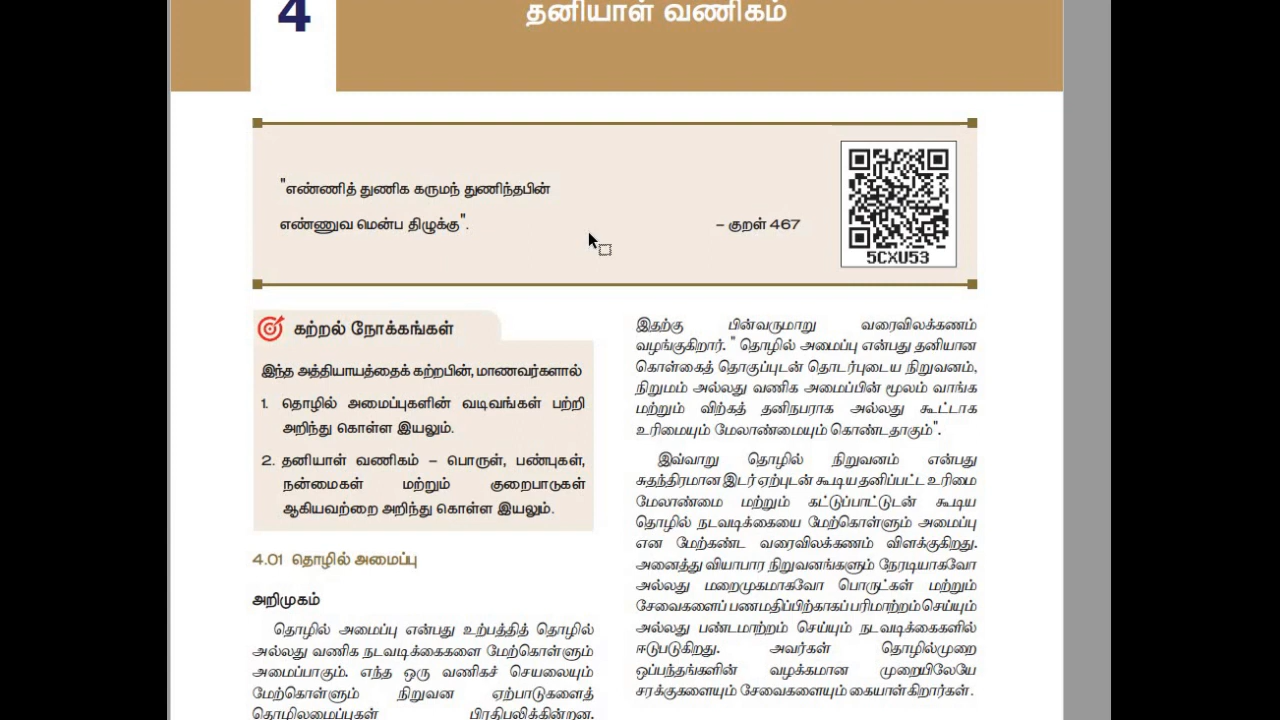 4
தனியாள் வணிகம்
"எண்ணித் துணிக கருமந் துணிந்தபின்
எண்ணுவ மென்ப திழுக்கு".
– குறள் 467
5CXU53
கற்றல் நோக்கங்கள்
இந்த அத்தியாயத்தைக் கற்றபின், மாணவர்களால்
1. தொழில் அமைப்புகளின் வடிவங்கள் பற்றி
அறிந்து கொள்ள இயலும்.
2. தனியாள் வணிகம் – பொருள், பண்புகள்,
நன்மைகள் மற்றும் குறைபாடுகள்
ஆகியவற்றை அறிந்து கொள்ள இயலும்.
4.01 தொழில் அமைப்பு
அறிமுகம்
தொழில் அமைப்பு என்பது உற்பத்தித் தொழில்
அல்லது வணிக நடவடிக்கைகளை மேற்கொள்ளும்
அமைப்பாகும். எந்த ஒரு வணிகச் செயலையும்
மேற்கொள்ளும் நிறுவன ஏற்பாடுகளைத்
தொழிலமைப்புகள் பிரதிபலிக்கின்றன.
இதற்கு பின்வருமாறு வரைவிலக்கணம்
வழங்குகிறார். " தொழில் அமைப்பு என்பது தனியான
கொள்கைத் தொகுப்புடன் தொடர்புடைய நிறுவனம்,
நிறுமம் அல்லது வணிக அமைப்பின் மூலம் வாங்க
மற்றும் விற்கத் தனிநபராக அல்லது கூட்டாக
உரிமையும் மேலாண்மையும் கொண்டதாகும்".
இவ்வாறு தொழில் நிறுவனம் என்பது
சுதந்திரமான இடர் ஏற்புடன் கூடிய தனிப்பட்ட உரிமை
மேலாண்மை மற்றும் கட்டுப்பாட்டுடன் கூடிய
தொழில் நடவடிக்கையை மேற்கொள்ளும் அமைப்பு
என மேற்கண்ட வரைவிலக்கணம் விளக்குகிறது.
அனைத்து வியாபார நிறுவனங்களும் நேரடியாகவோ
அல்லது மறைமுகமாகவோ பொருட்கள் மற்றும்
சேவைகளைப் பணமதிப்பிற்காகப் பரிமாற்றம் செய்யும்
அல்லது பண்டமாற்றம் செய்யும் நடவடிக்கைகளில்
ஈடுபடுகிறது. அவர்கள் தொழில்முறை
ஒப்பந்தங்களின் வழக்கமான முறையிலேயே
சரக்குகளையும் சேவைகளையும் கையாள்கிறார்கள்.